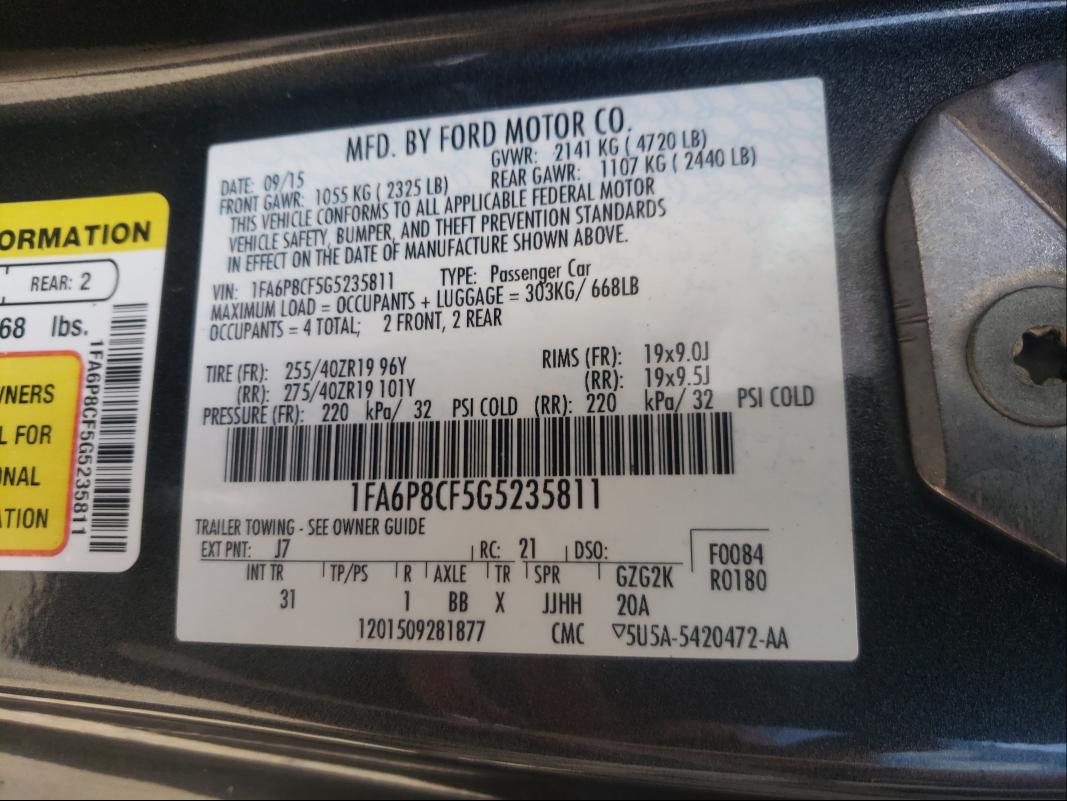 MFD. BY FORD MOTOR CO.
DATE: 09/15 GVWR: 2141 KG ( 4720 LB)
FRONT GAWR: 1055 KG ( 2325 LB) REAR GAWR: 1107 KG ( 2440 LB)
THIS VEHICLE CONFORMS TO ALL APPLICABLE FEDERAL MOTOR
VEHICLE SAFETY, BUMPER, AND THEFT PREVENTION STANDARDS
IN EFFECT ON THE DATE OF MANUFACTURE SHOWN ABOVE.
VIN: 1FA6P8CF5G5235811 TYPE: Passenger Car
MAXIMUM LOAD = OCCUPANTS + LUGGAGE = 303KG/ 668LB
OCCUPANTS = 4 TOTAL; 2 FRONT, 2 REAR
TIRE (FR): 255/40ZR19 96Y RIMS (FR): 19x9.0J
(RR): 275/40ZR19 101Y (RR): 19x9.5J
PRESSURE (FR): 220 kPa/ 32 PSI COLD (RR): 220 kPa/ 32 PSI COLD
1FA6P8CF5G5235811
TRAILER TOWING - SEE OWNER GUIDE
EXT PNT: J7 RC: 21 DSO: F0084
INT TR TP/PS R AXLE TR SPR GZG2K R0180
31 1 BB X JJHH 20A
1201509281877 CMC ▽5U5A-5420472-AA
ORMATION
REAR: 2
68 lbs.
1FA6P8CF5G5235811
NERS
L FOR
NAL
ATION